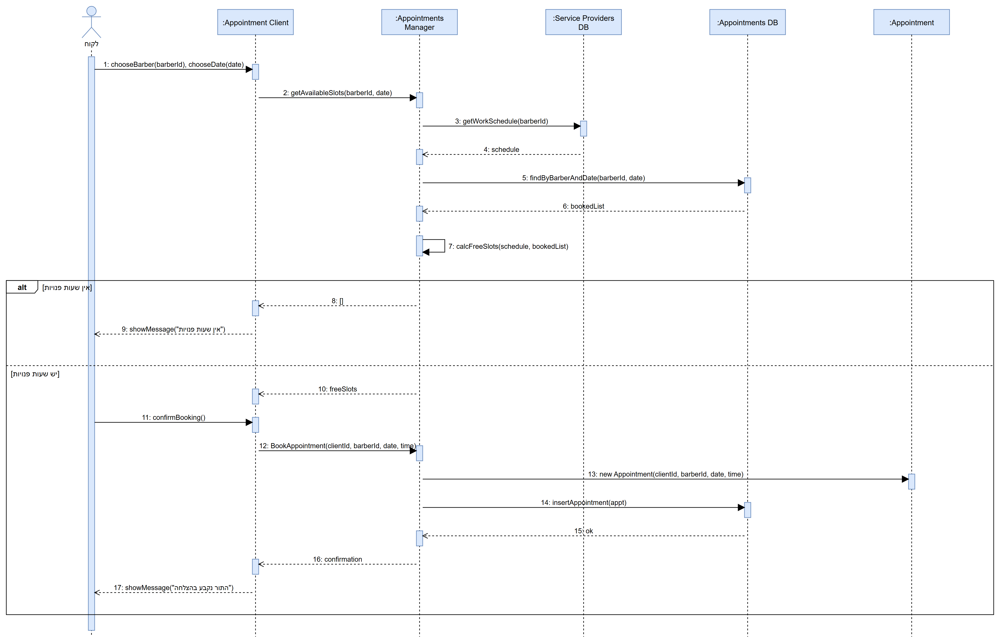 :Appointment Client
:Appointments
Manager
:Service Providers
DB
:Appointments DB
:Appointment
לקוח
1: chooseBarber(barberId), chooseDate(date)
2: getAvailableSlots(barberId, date)
3: getWorkSchedule(barberId)
4: schedule
5: findByBarberAndDate(barberId, date)
6: bookedList
7: calcFreeSlots(schedule, bookedList)
alt
[אין שעות פנויות]
8: []
9: showMessage("אין שעות פנויות")
[יש שעות פנויות]
10: freeSlots
11: confirmBooking()
12: BookAppointment(clientId, barberId, date, time)
13: new Appointment(clientId, barberId, date, time)
14: insertAppointment(appt)
15: ok
16: confirmation
17: showMessage("התור נקבע בהצלחה")